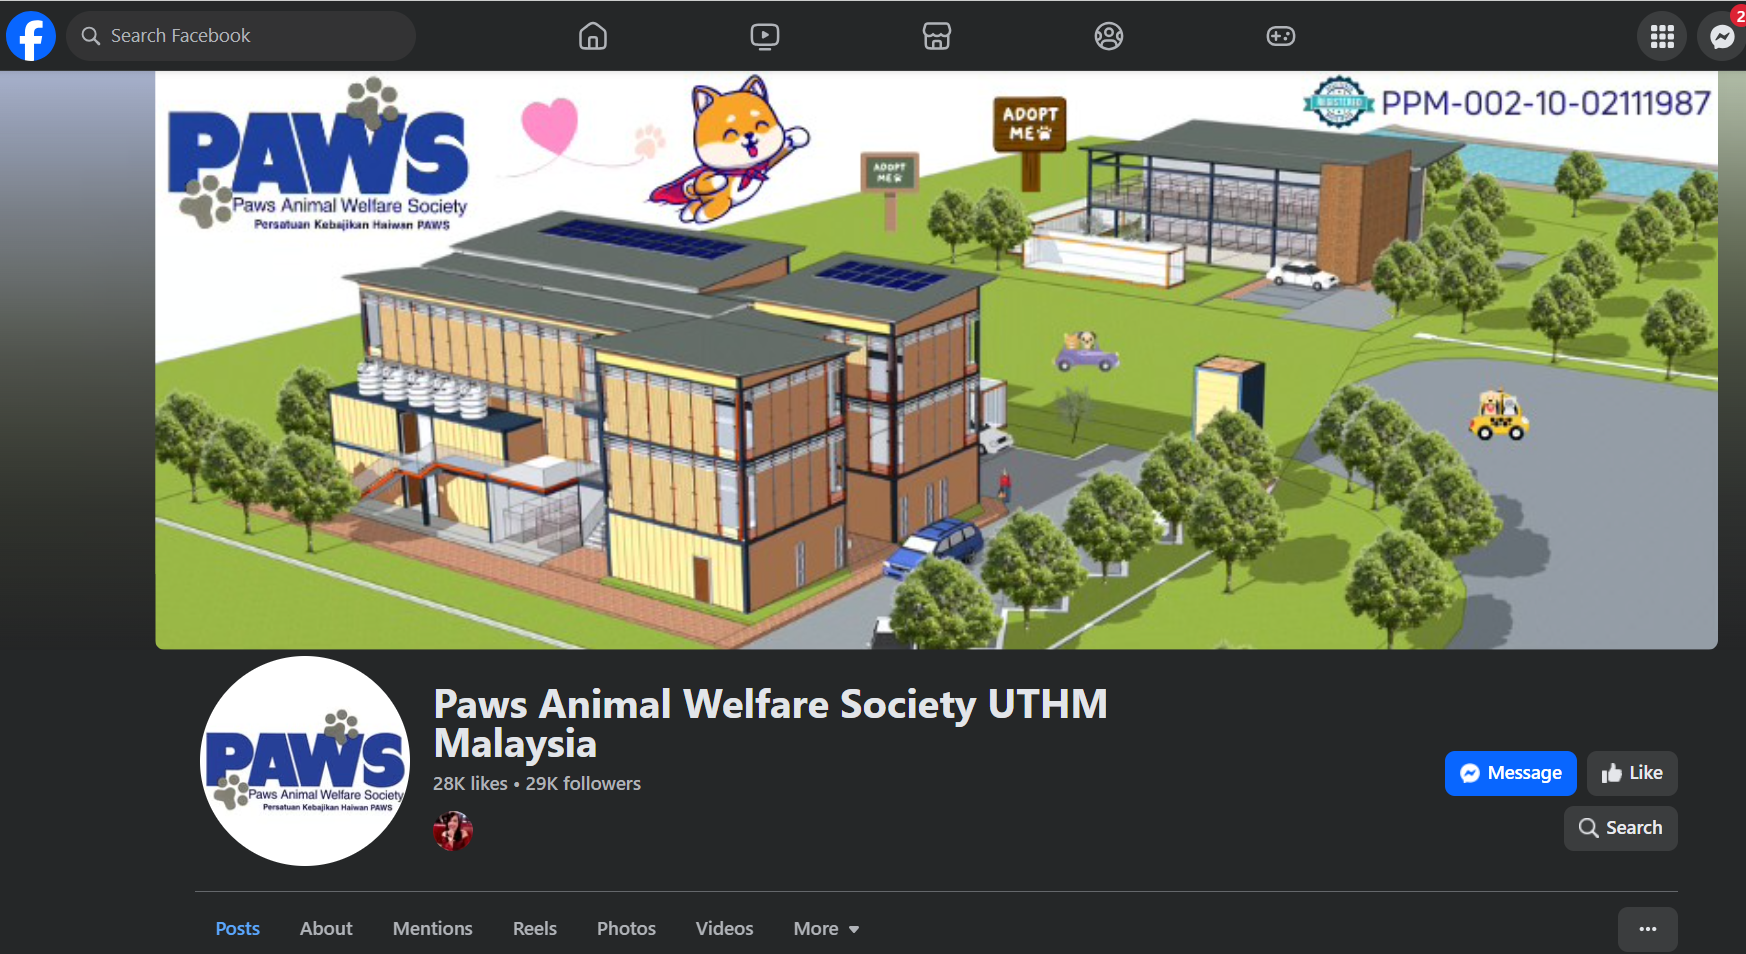 Search Facebook
2
PAWS
Paws Animal Welfare Society
Persatuan Kebajikan Haiwan PAWS
ADOPT
ME
ADOPT
ME
REGISTERED
PPM-002-10-02111987
PAWS
Paws Animal Welfare Society
Persatuan Kebajikan Haiwan PAWS
Paws Animal Welfare Society UTHM
Malaysia
28K likes • 29K followers
Message
Like
Search
Posts
About
Mentions
Reels
Photos
Videos
More